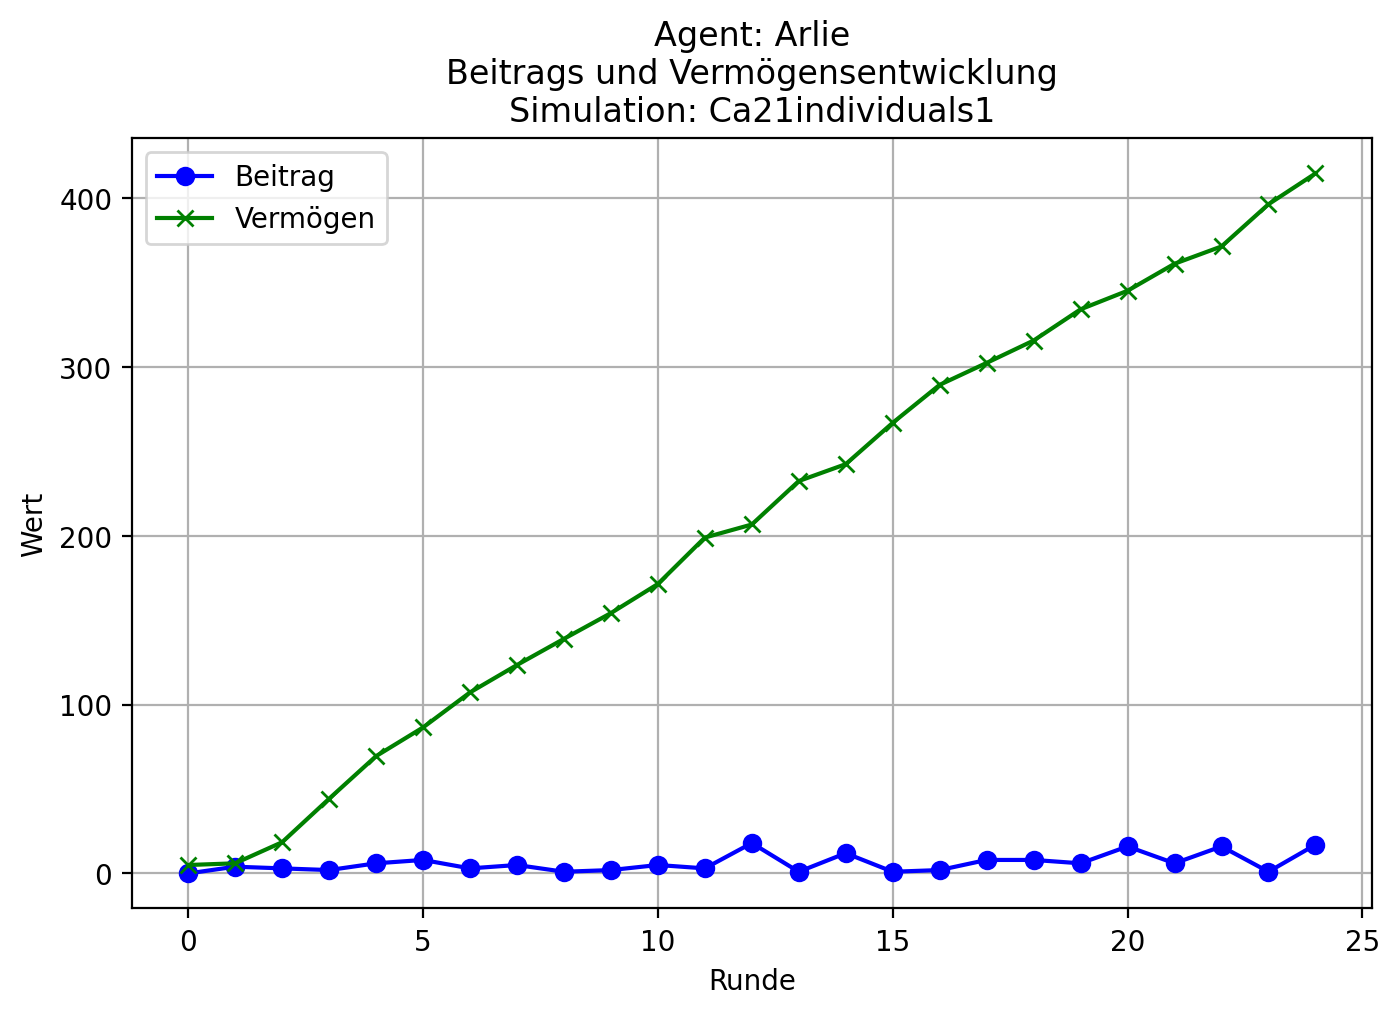 Agent: Arlie
Beitrags und Vermögensentwicklung
Simulation: Ca21individuals1
Beitrag
Vermögen
400
300
200
100
0
Wert
0 5 10 15 20 25
Runde